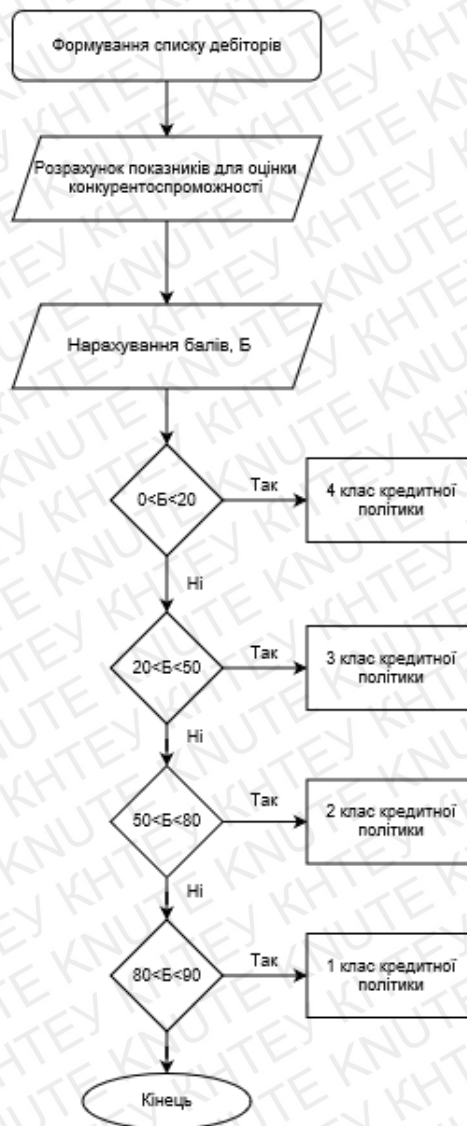 Формування списку дебіторів
Розрахунок показників для оцінки
конкурентоспроможності
Нарахування балів, Б
0<Б<20
Так
4 клас кредитної
політики
Ні
20<Б<50
Так
3 клас кредитної
політики
Ні
50<Б<80
Так
2 клас кредитної
політики
Ні
80<Б<90
Так
1 клас кредитної
політики
Кінець